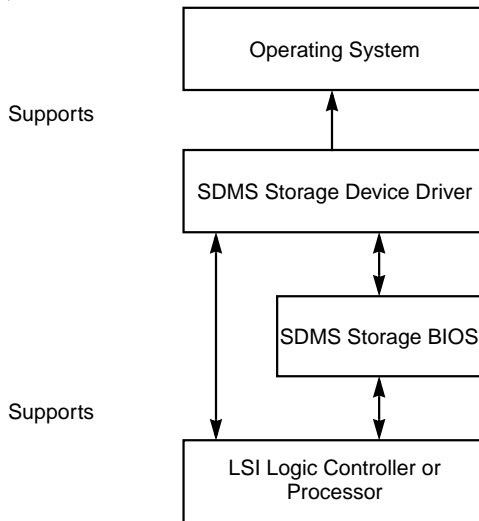 Operating System
Supports
SDMS Storage Device Driver
SDMS Storage BIOS
Supports
LSI Logic Controller or
Processor